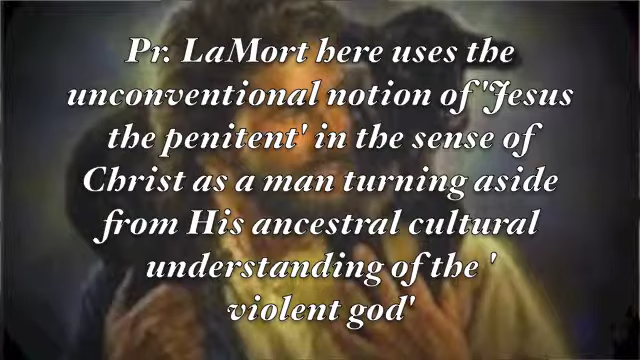 Pr. LaMort here uses the
unconventional notion of 'Jesus
the penitent' in the sense of
Christ as a man turning aside
from His ancestral cultural
understanding of the '
violent god'